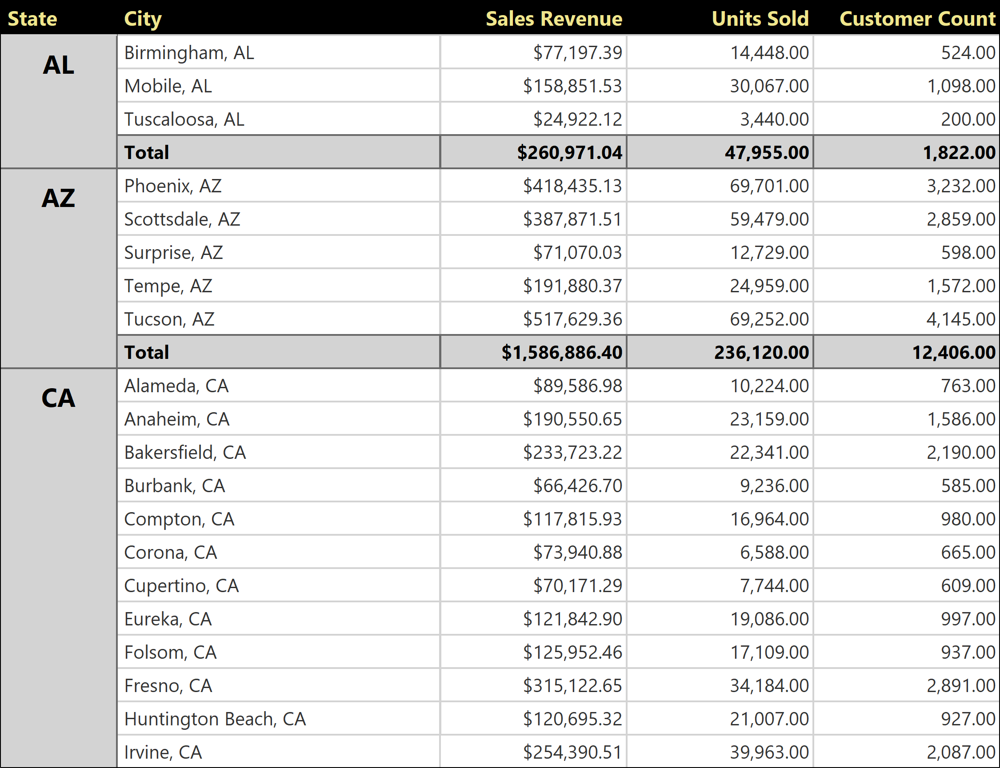 State City Sales Revenue Units Sold Customer Count
AL Birmingham, AL $77,197.39 14,448.00 524.00
Mobile, AL $158,851.53 30,067.00 1,098.00
Tuscaloosa, AL $24,922.12 3,440.00 200.00
Total $260,971.04 47,955.00 1,822.00
AZ Phoenix, AZ $418,435.13 69,701.00 3,232.00
Scottsdale, AZ $387,871.51 59,479.00 2,859.00
Surprise, AZ $71,070.03 12,729.00 598.00
Tempe, AZ $191,880.37 24,959.00 1,572.00
Tucson, AZ $517,629.36 69,252.00 4,145.00
Total $1,586,886.40 236,120.00 12,406.00
CA Alameda, CA $89,586.98 10,224.00 763.00
Anaheim, CA $190,550.65 23,159.00 1,586.00
Bakersfield, CA $233,723.22 22,341.00 2,190.00
Burbank, CA $66,426.70 9,236.00 585.00
Compton, CA $117,815.93 16,964.00 980.00
Corona, CA $73,940.88 6,588.00 665.00
Cupertino, CA $70,171.29 7,744.00 609.00
Eureka, CA $121,842.90 19,086.00 997.00
Folsom, CA $125,952.46 17,109.00 937.00
Fresno, CA $315,122.65 34,184.00 2,891.00
Huntington Beach, CA $120,695.32 21,007.00 927.00
Irvine, CA $254,390.51 39,963.00 2,087.00